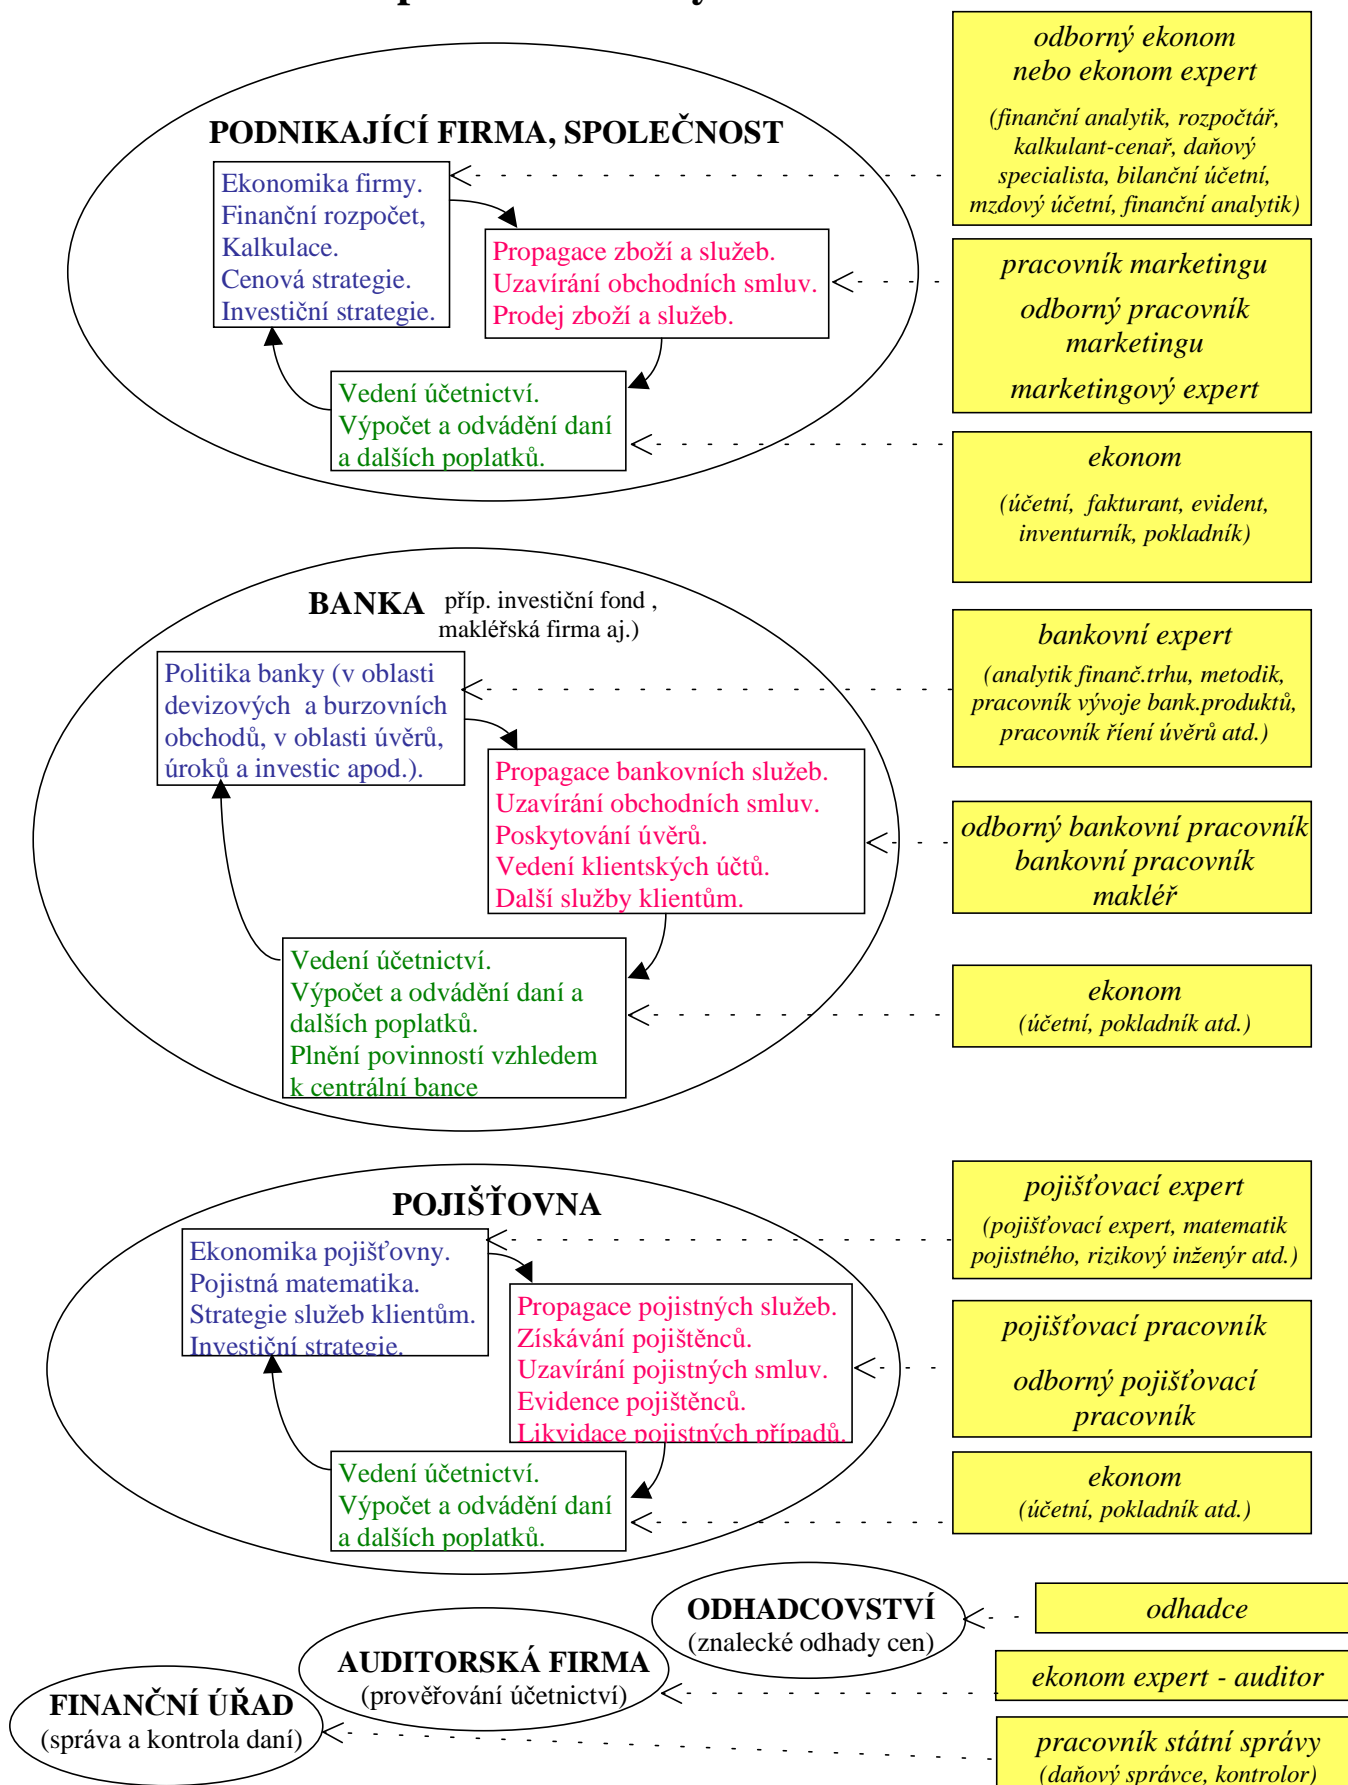 PODNIKAJÍCÍ FIRMA, SPOLEČNOST
Ekonomika firmy.
Finanční rozpočet,
Kalkulace.
Cenová strategie.
Investiční strategie.
Propagace zboží a služeb.
Uzavírání obchodních smluv.
Prodej zboží a služeb.
Vedení účetnictví.
Výpočet a odvádění daní
a dalších poplatků.
odborný ekonom
nebo ekonom expert
(finanční analytik, rozpočtář,
kalkulant-cenař, daňový
specialista, bilanční účetní,
mzdový účetní, finanční analytik)
pracovník marketingu
odborný pracovník
marketingu
marketingový expert
ekonom
(účetní, fakturant, evident,
inventurník, pokladník)
BANKA příp. investiční fond ,
makléřská firma aj.)
Politika banky (v oblasti
devizových a burzovních
obchodů, v oblasti úvěrů,
úroků a investic apod.).
Propagace bankovních služeb.
Uzavírání obchodních smluv.
Poskytování úvěrů.
Vedení klientských účtů.
Další služby klientům.
Vedení účetnictví.
Výpočet a odvádění daní a
dalších poplatků.
Plnění povinností vzhledem
k centrální bance
bankovní expert
(analytik finanč.trhu, metodik,
pracovník vývoje bank.produktů,
pracovník říení úvěrů atd.)
odborný bankovní pracovník
bankovní pracovník
makléř
ekonom
(účetní, pokladník atd.)
POJIŠŤOVNA
Ekonomika pojišťovny.
Pojistná matematika.
Strategie služeb klientům.
Investiční strategie.
Propagace pojistných služeb.
Získávání pojištěnců.
Uzavírání pojistných smluv.
Evidence pojištěnců.
Likvidace pojistných případů.
Vedení účetnictví.
Výpočet a odvádění daní
a dalších poplatků.
pojišťovací expert
(pojišťovací expert, matematik
pojistného, rizikový inženýr atd.)
pojišťovací pracovník
odborný pojišťovací
pracovník
ekonom
(účetní, pokladník atd.)
ODHADCOVSTVÍ
(znalecké odhady cen)
odhadce
AUDITORSKÁ FIRMA
(prověřování účetnictví)
ekonom expert - auditor
FINANČNÍ ÚŘAD
(správa a kontrola daní)
pracovník státní správy
(daňový správce, kontrolor)